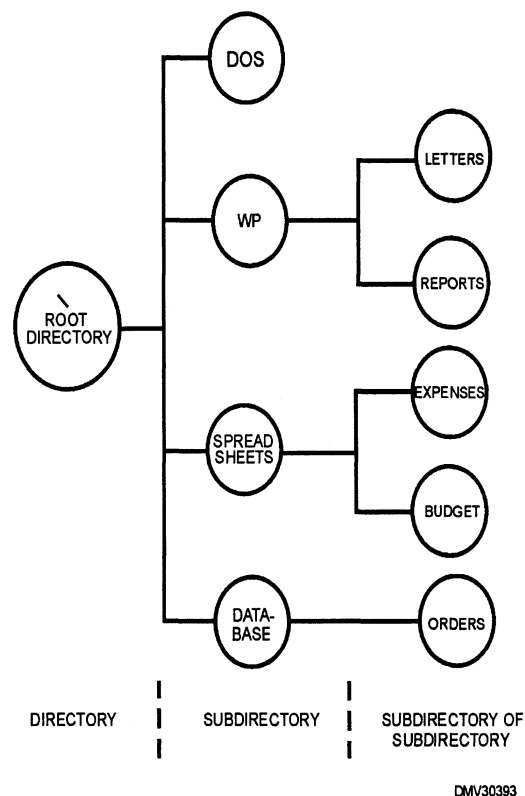 DOS
LETTERS
WP
REPORTS
\
ROOT
DIRECTORY
EXPENSES
SPREAD
SHEETS
BUDGET
DATA-
BASE
ORDERS
DIRECTORY
SUBDIRECTORY
SUBDIRECTORY OF
SUBDIRECTORY
DMV30393